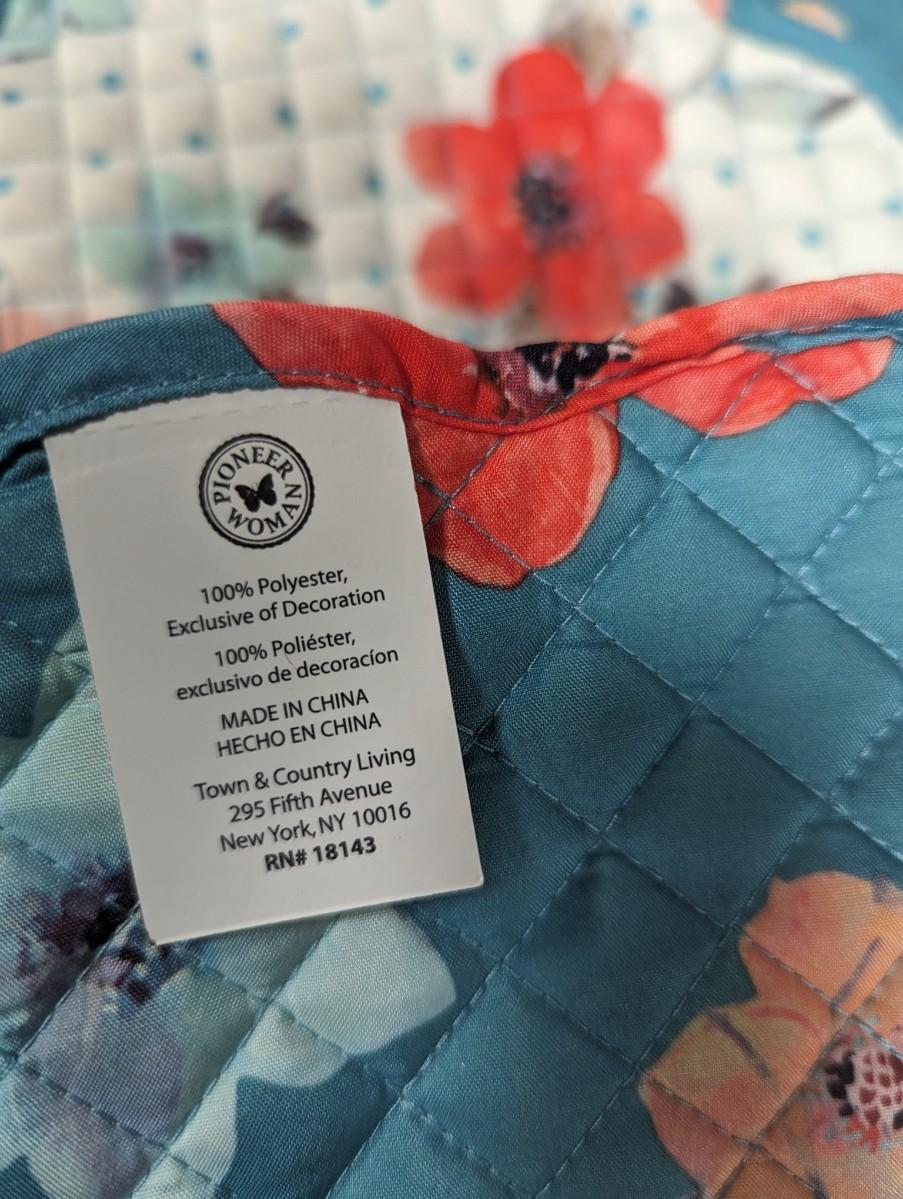 PIONEER
WOMAN
100% Polyester,
Exclusive of Decoration
100% Poliéster,
exclusivo de decoracíon
MADE IN CHINA
HECHO EN CHINA
Town & Country Living
295 Fifth Avenue
New York, NY 10016
RN# 18143